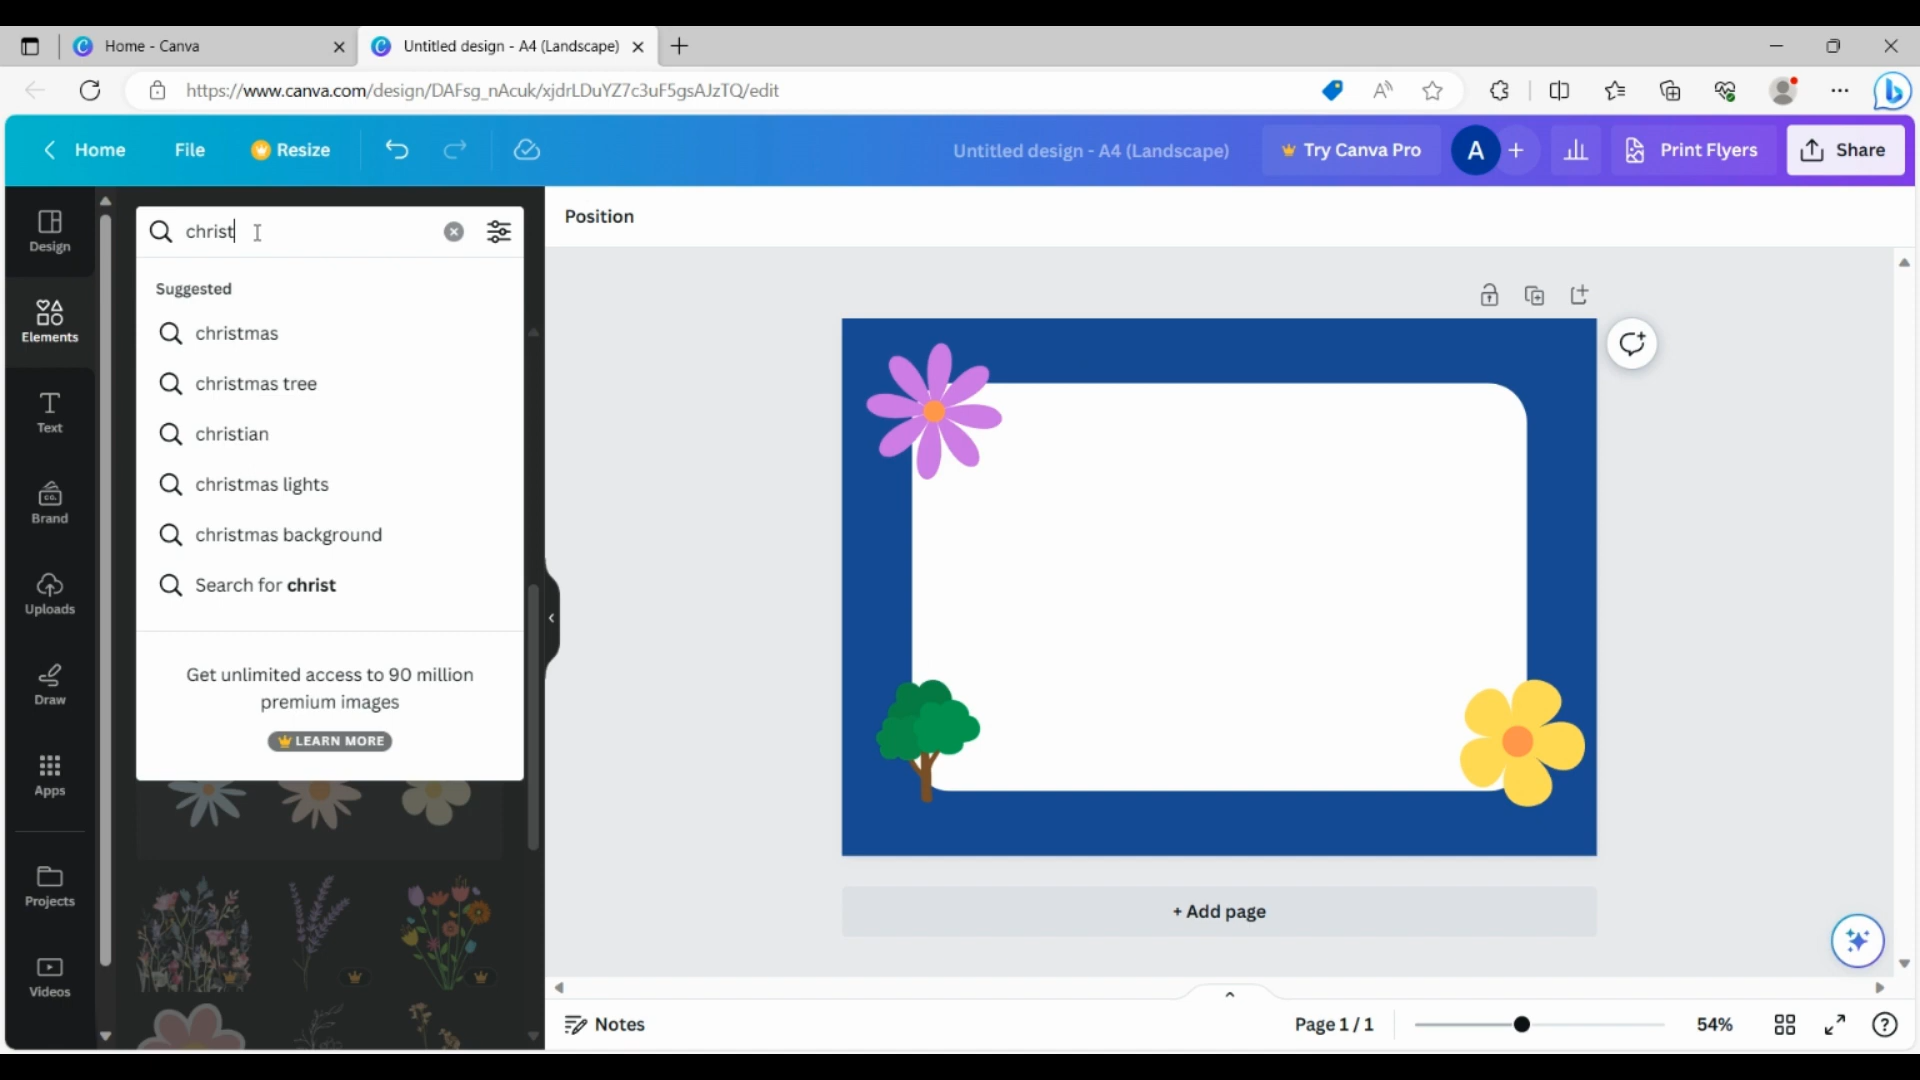 Home - Canva
Untitled design - A4 (Landscape)
https://www.canva.com/design/DAFsg_nAcuk/xjdrLDuYZ7c3uF5gsAJzTQ/edit
Home
File
Resize
Untitled design - A4 (Landscape)
Try Canva Pro
A
+
Print Flyers
Share
Design
Elements
Text
Brand
Uploads
Draw
Apps
Projects
Videos
christ
Suggested
christmas
christmas tree
christian
christmas lights
christmas background
Search for christ
Get unlimited access to 90 million
premium images
LEARN MORE
Position
+ Add page
Notes
Page 1 / 1
54%